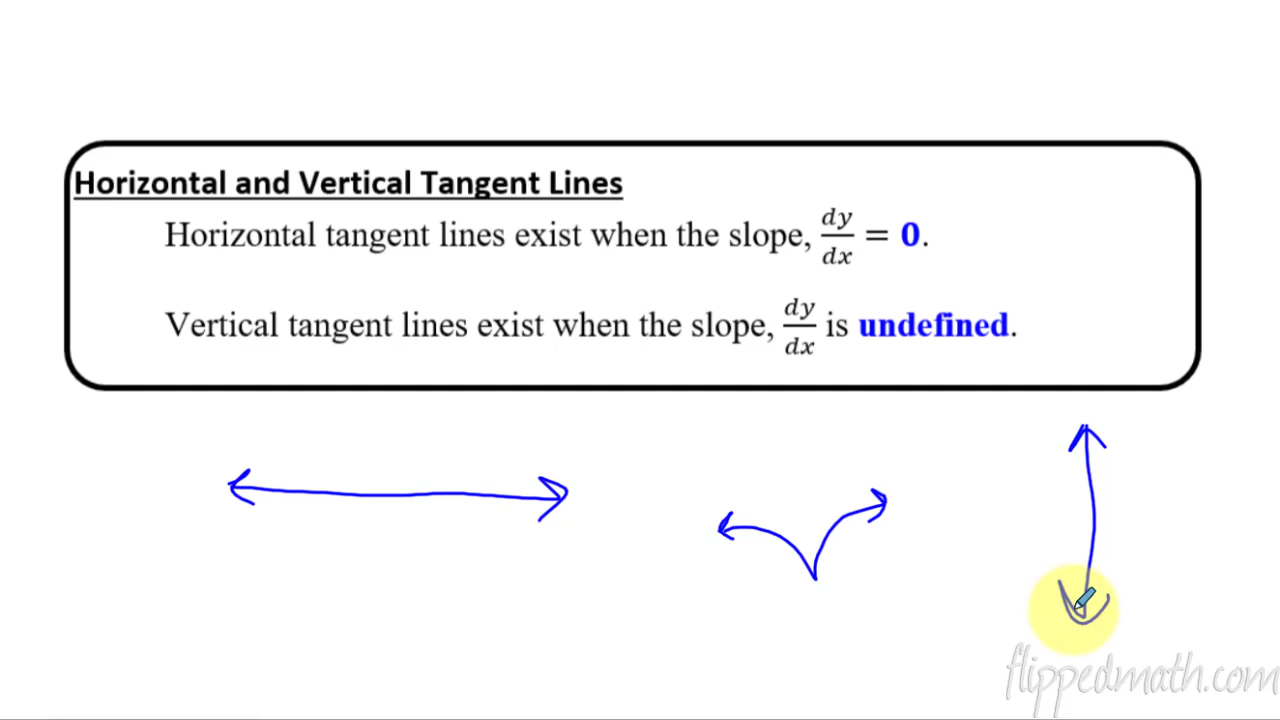 Horizontal and Vertical Tangent Lines
Horizontal tangent lines exist when the slope, dy/dx = 0.
Vertical tangent lines exist when the slope, dy/dx is undefined.
flippedmath.com